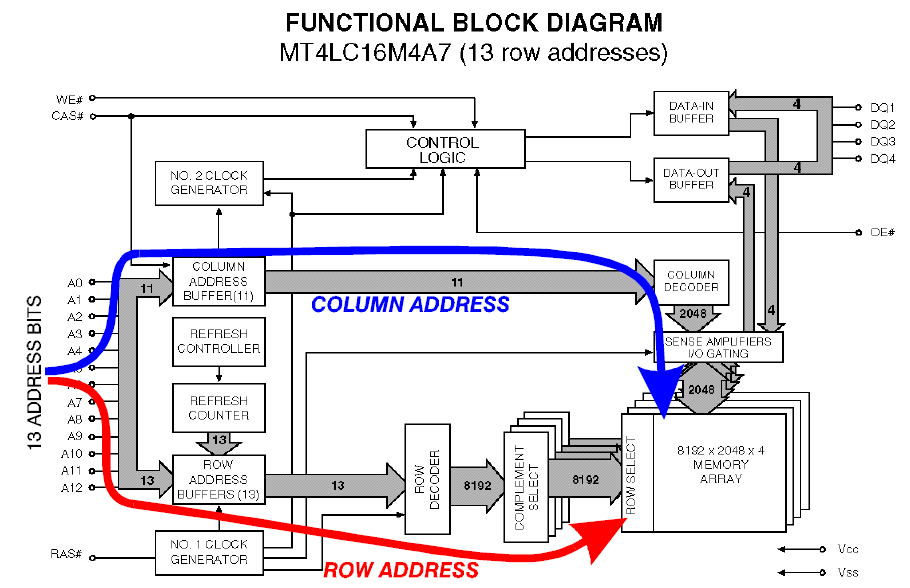 FUNCTIONAL BLOCK DIAGRAM
MT4LC16M4A7 (13 row addresses)
WE#
CAS#
CONTROL
LOGIC
DATA-IN
BUFFER
4
DQ1
DQ2
DQ3
DQ4
DATA-OUT
BUFFER
4
4
NO. 2 CLOCK
GENERATOR
OE#
COLUMN
ADDRESS
BUFFER(11)
11
11
COLUMN ADDRESS
COLUMN
DECODER
2048
4
SENSE AMPLIFIERS
I/O GATING
2048
13 ADDRESS BITS
A0
A1
A2
A3
A4
A7
A8
A9
A10
A11
A12
REFRESH
CONTROLLER
REFRESH
COUNTER
13
13
ROW
ADDRESS
BUFFERS (13)
13
ROW
DECODER
8192
COMPLEMENT
SELECT
8192
ROW SELECT
8192 x 2048 x 4
MEMORY
ARRAY
RAS#
NO. 1 CLOCK
GENERATOR
ROW ADDRESS
Vcc
Vss